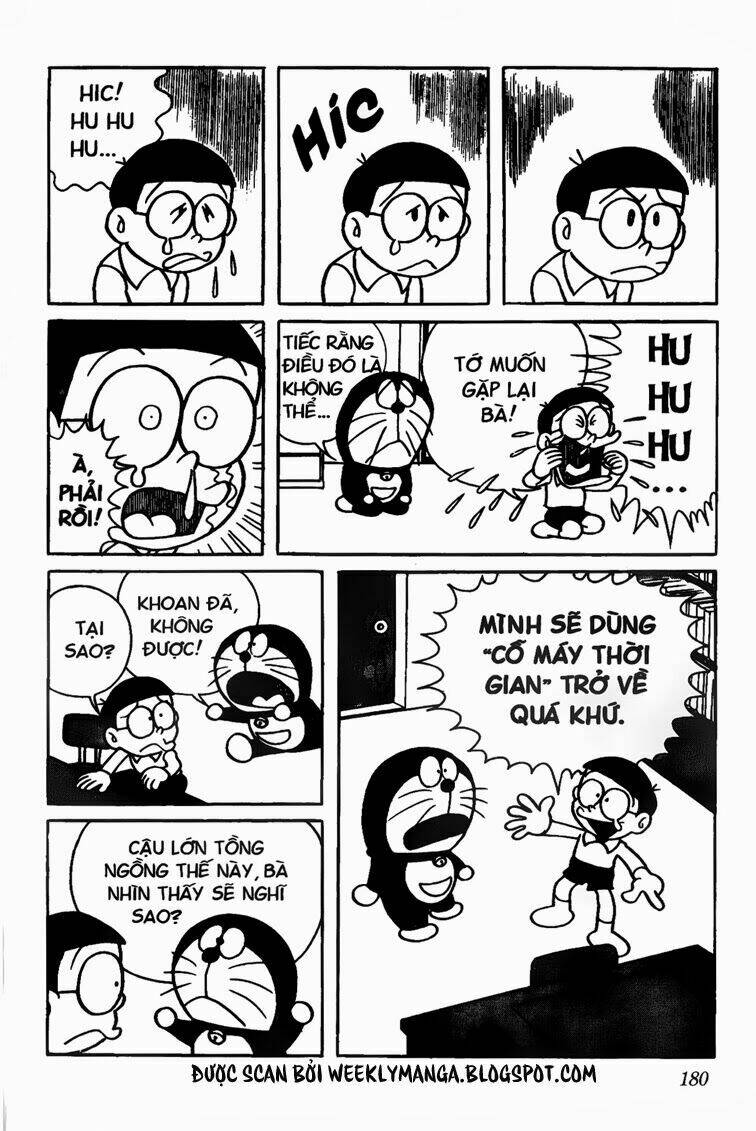 HIC!
HU HU
HU...
HÍC
TIẾC RẰNG
ĐIỀU ĐÓ LÀ
KHÔNG
THỂ...
TỚ MUỐN
GẶP LẠI
BÀ!
HU
HU
HU
...
À,
PHẢI
RỒI!
TẠI
SAO?
KHOAN ĐÃ,
KHÔNG
ĐƯỢC!
MÌNH SẼ DÙNG
"CỖ MÁY THỜI
GIAN" TRỞ VỀ
QUÁ KHỨ.
CẬU LỚN TỒNG
NGỒNG THẾ NÀY, BÀ
NHÌN THẤY SẼ NGHĨ
SAO?
ĐƯỢC SCAN BỞI WEEKLYMANGA.BLOGSPOT.COM
180